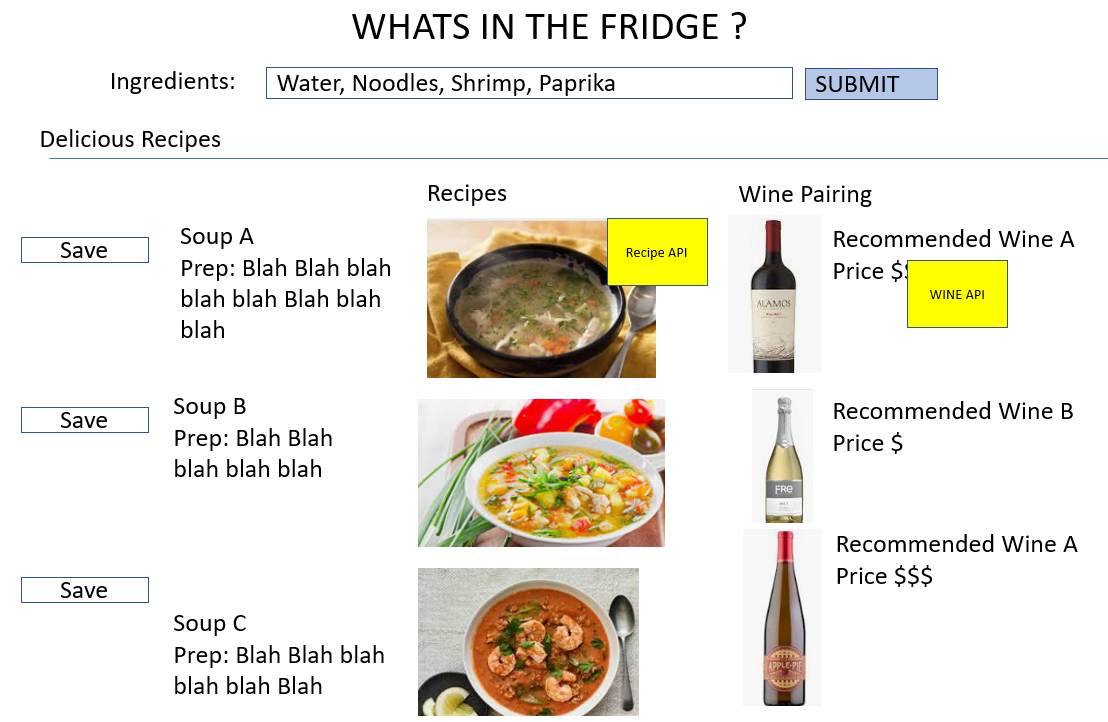 WHATS IN THE FRIDGE ?
Ingredients:
Water, Noodles, Shrimp, Paprika
SUBMIT
Delicious Recipes
Recipes
Wine Pairing
Save
Soup A
Prep: Blah Blah blah
blah blah Blah blah
blah
Recipe API
ALAMOS
Recommended Wine A
Price $
WINE API
Save
Soup B
Prep: Blah Blah
blah blah blah
FRE
Recommended Wine B
Price $
Save
Soup C
Prep: Blah Blah blah
blah blah Blah
APPLE-PIE
Recommended Wine A
Price $$$